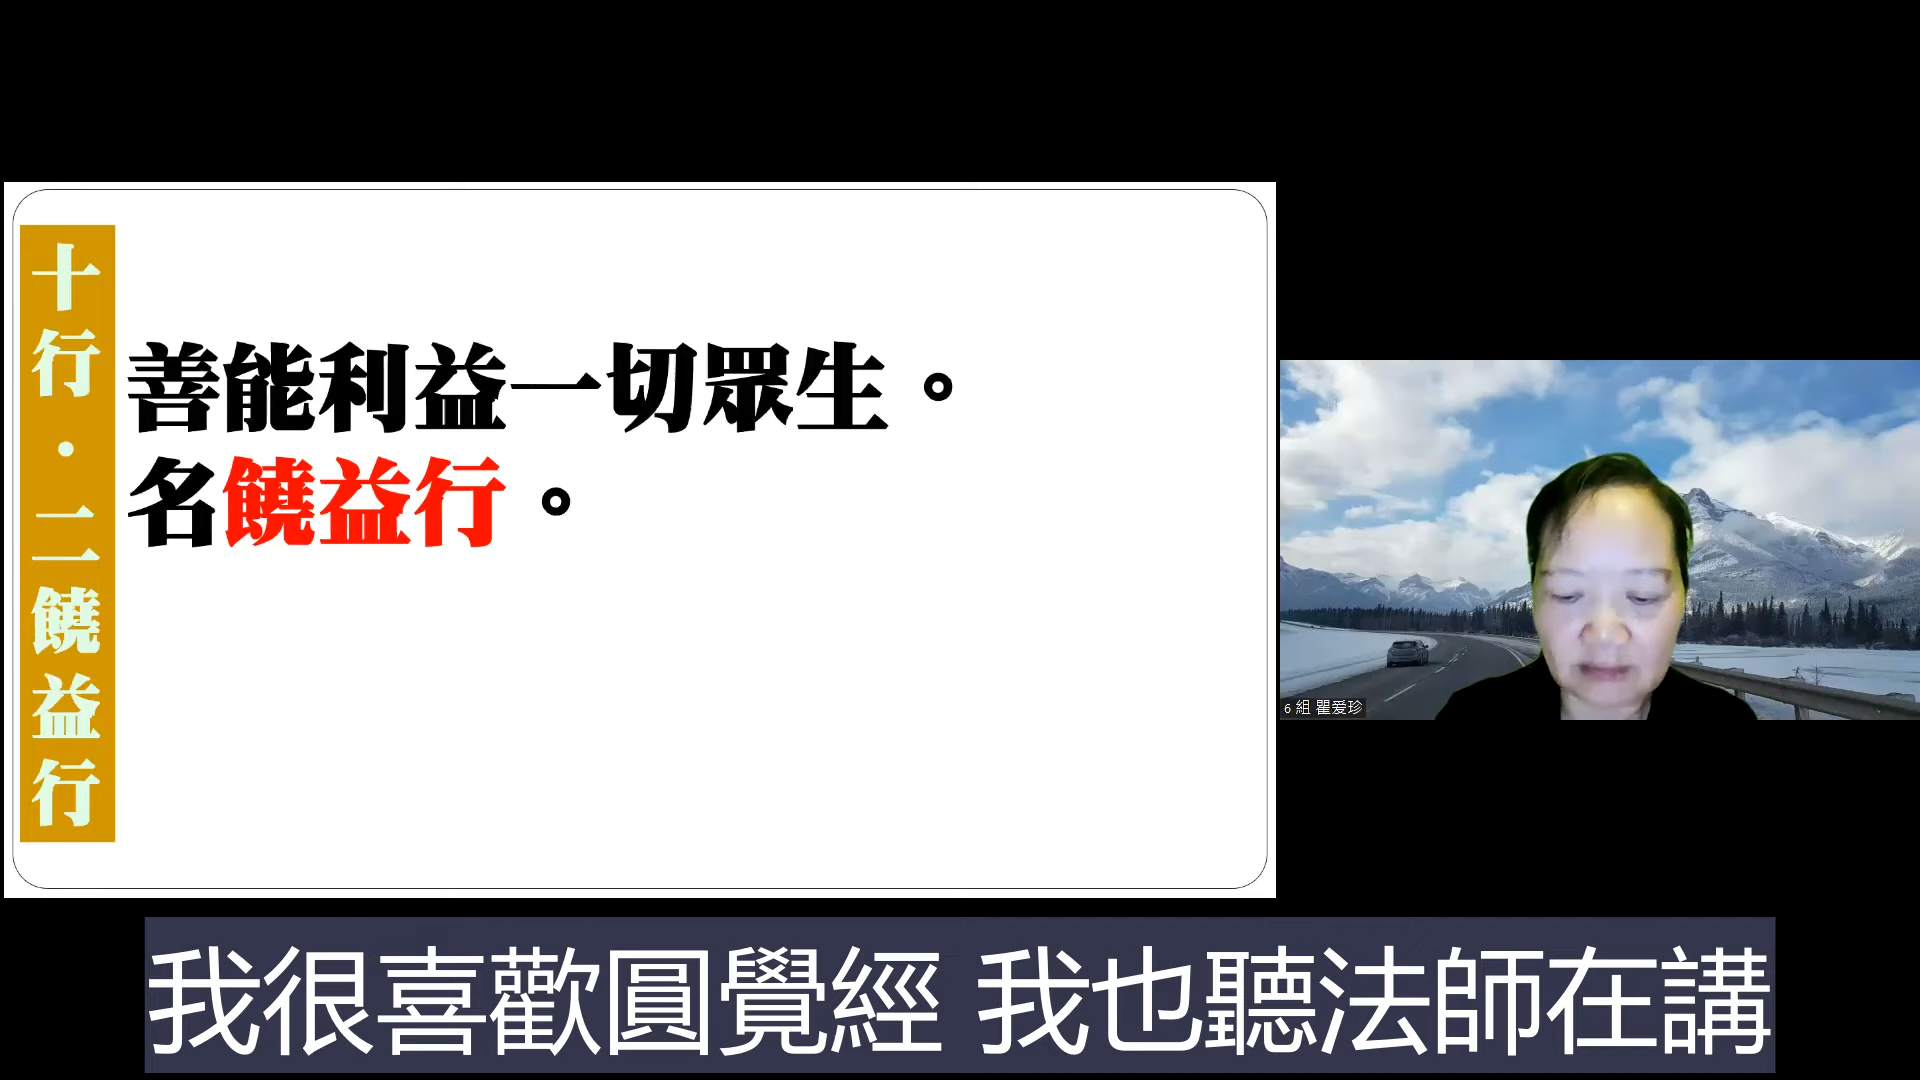 十行·二饒益行
善能利益一切眾生。
名饒益行。
6 組 瞿爱珍
我很喜歡圓覺經 我也聽法師在講